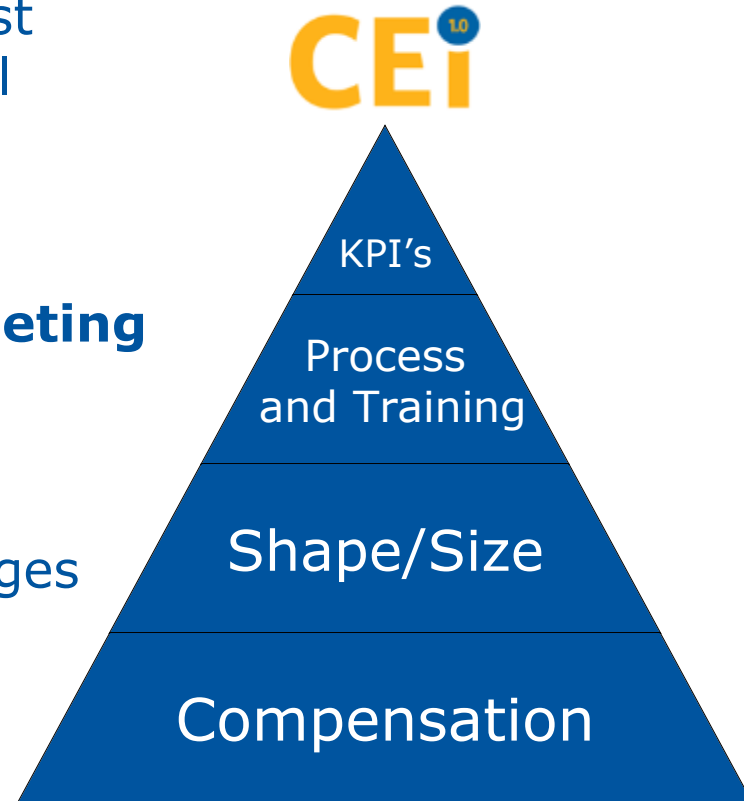 st
l
CEi
1.0
KPI’s
eting
Process
and Training
Shape/Size
ges
Compensation